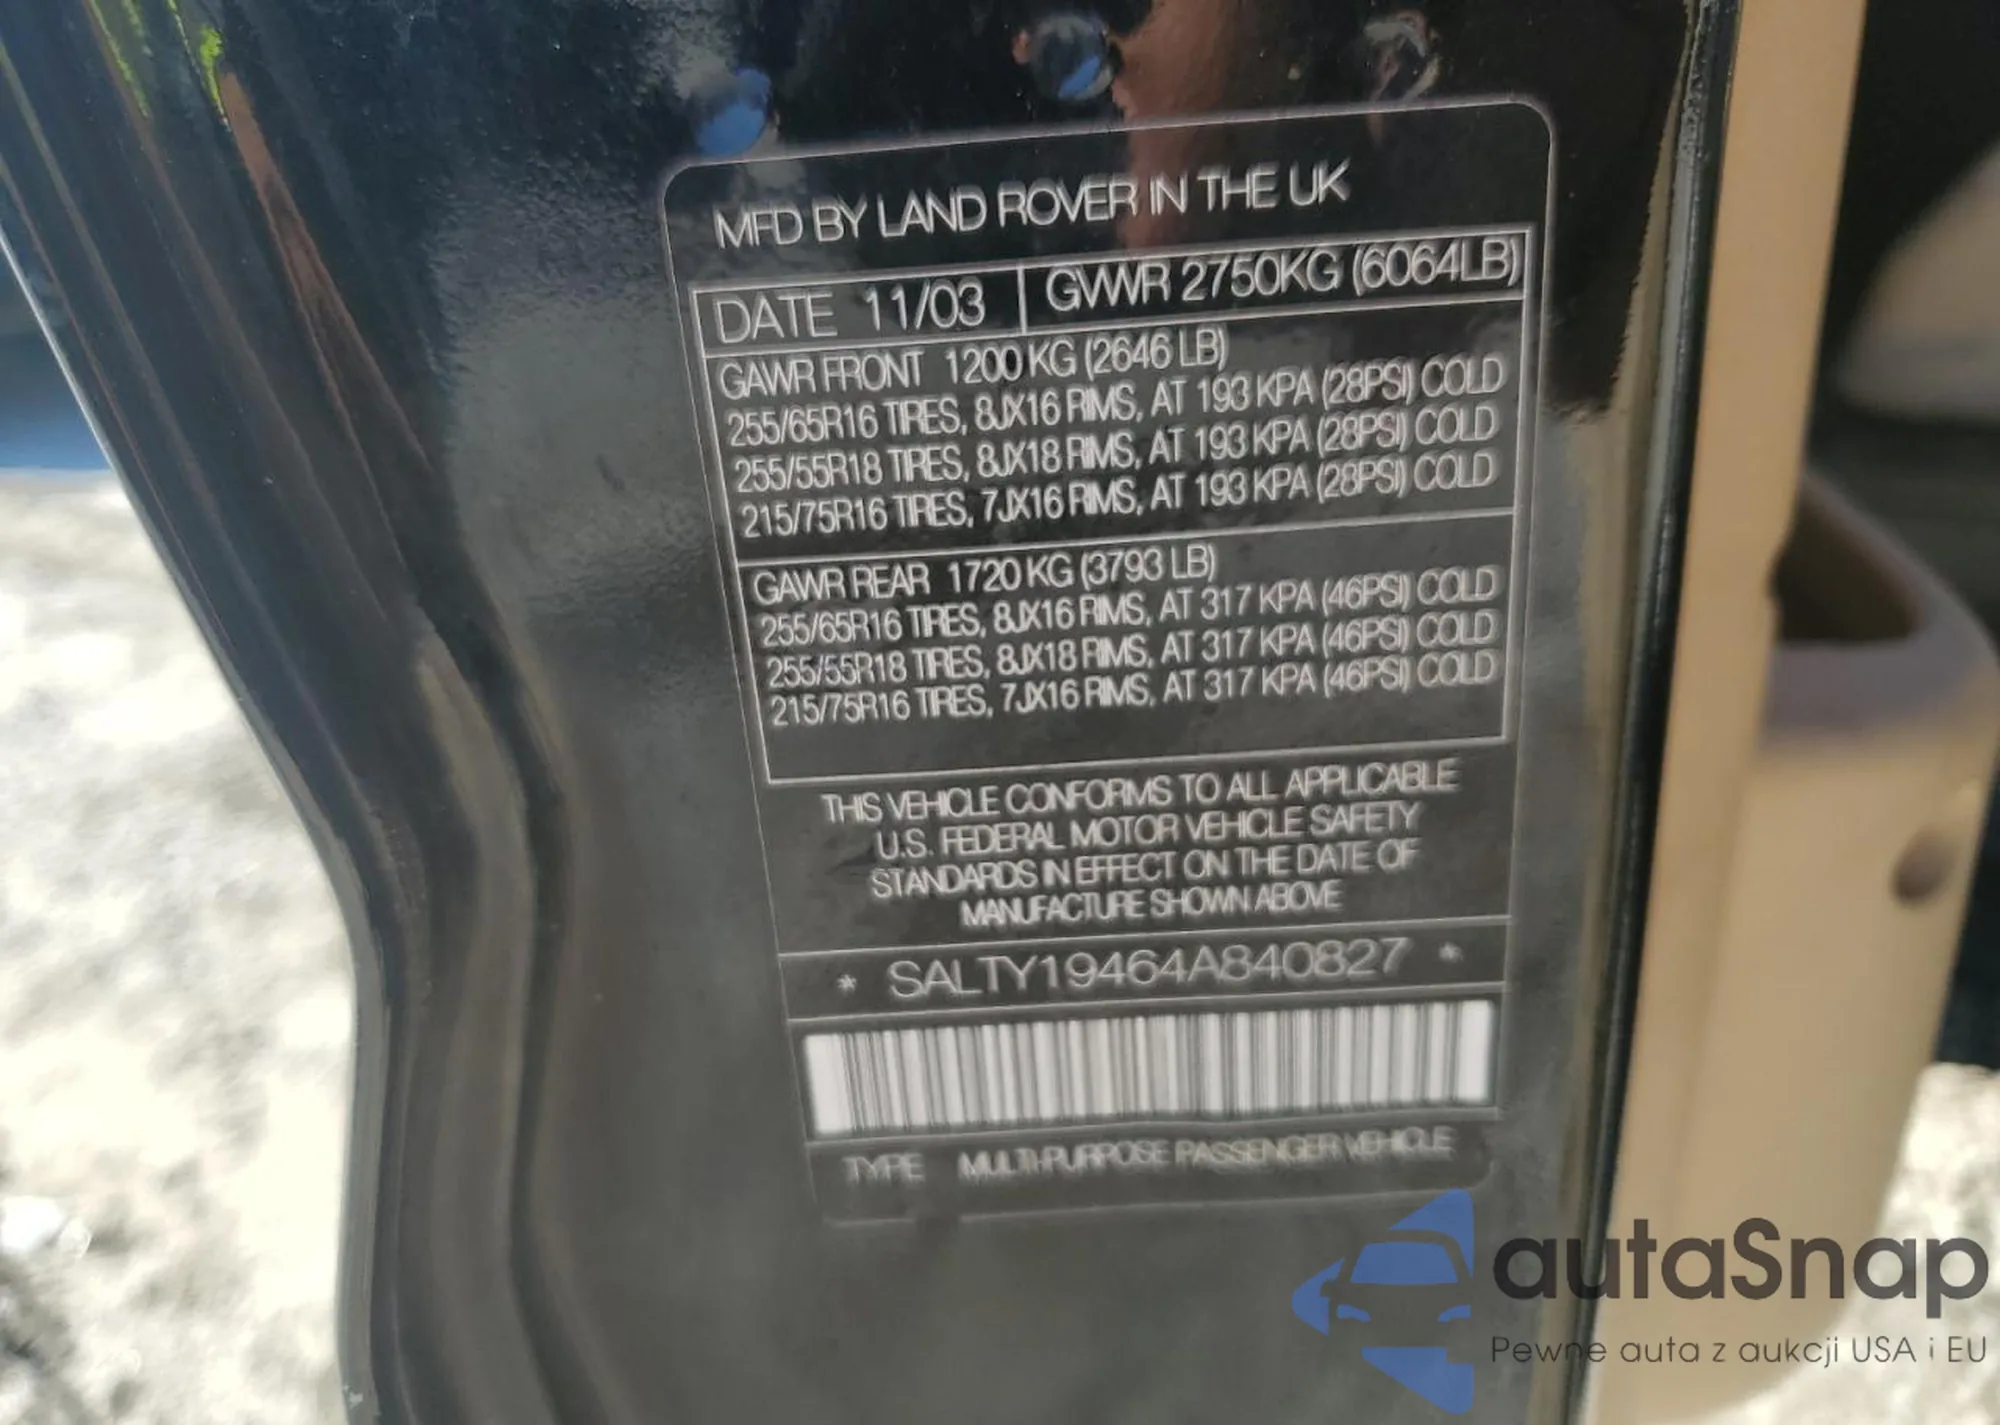 MFD BY LAND ROVER IN THE UK
DATE 11/03 GVWR 2750KG (6064LB)
GAWR FRONT 1200 KG (2646 LB)
255/65R16 TIRES, 8JX16 RIMS, AT 193 KPA (28PSI) COLD
255/55R18 TIRES, 8JX18 RIMS, AT 193 KPA (28PSI) COLD
215/75R16 TIRES, 7JX16 RIMS, AT 193 KPA (28PSI) COLD
GAWR REAR 1720 KG (3793 LB)
255/65R16 TIRES, 8JX16 RIMS, AT 317 KPA (46PSI) COLD
255/55R18 TIRES, 8JX18 RIMS, AT 317 KPA (46PSI) COLD
215/75R16 TIRES, 7JX16 RIMS, AT 317 KPA (46PSI) COLD
THIS VEHICLE CONFORMS TO ALL APPLICABLE
U.S. FEDERAL MOTOR VEHICLE SAFETY
STANDARDS IN EFFECT ON THE DATE OF
MANUFACTURE SHOWN ABOVE
* SALTY19464A840827 *
TYPE MULTI-PURPOSE PASSENGER VEHICLE
autaSnap
Pewne auta z aukcji USA i EU